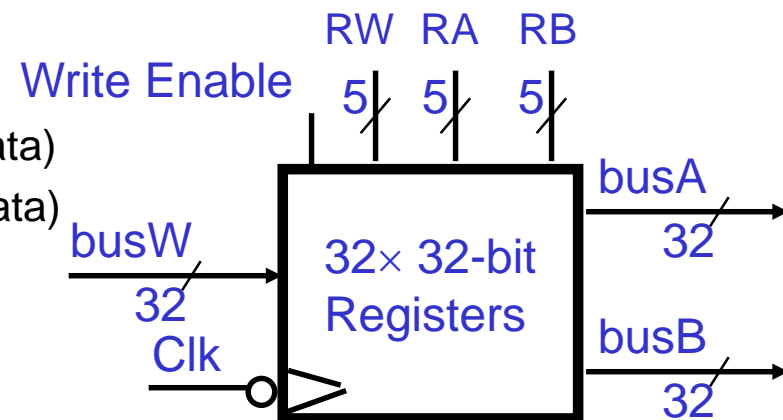 RW RA RB
Write Enable
5 5 5
ata)
ata)
busA
32
busW
32
32× 32-bit
Registers
Clk
busB
32